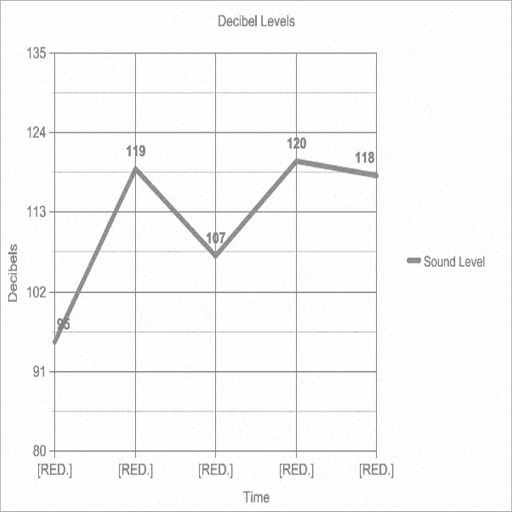 Decibel Levels
135
124
113
102
91
80
Decibels
95
119
107
120
118
[RED.] [RED.] [RED.] [RED.] [RED.]
Time
Sound Level